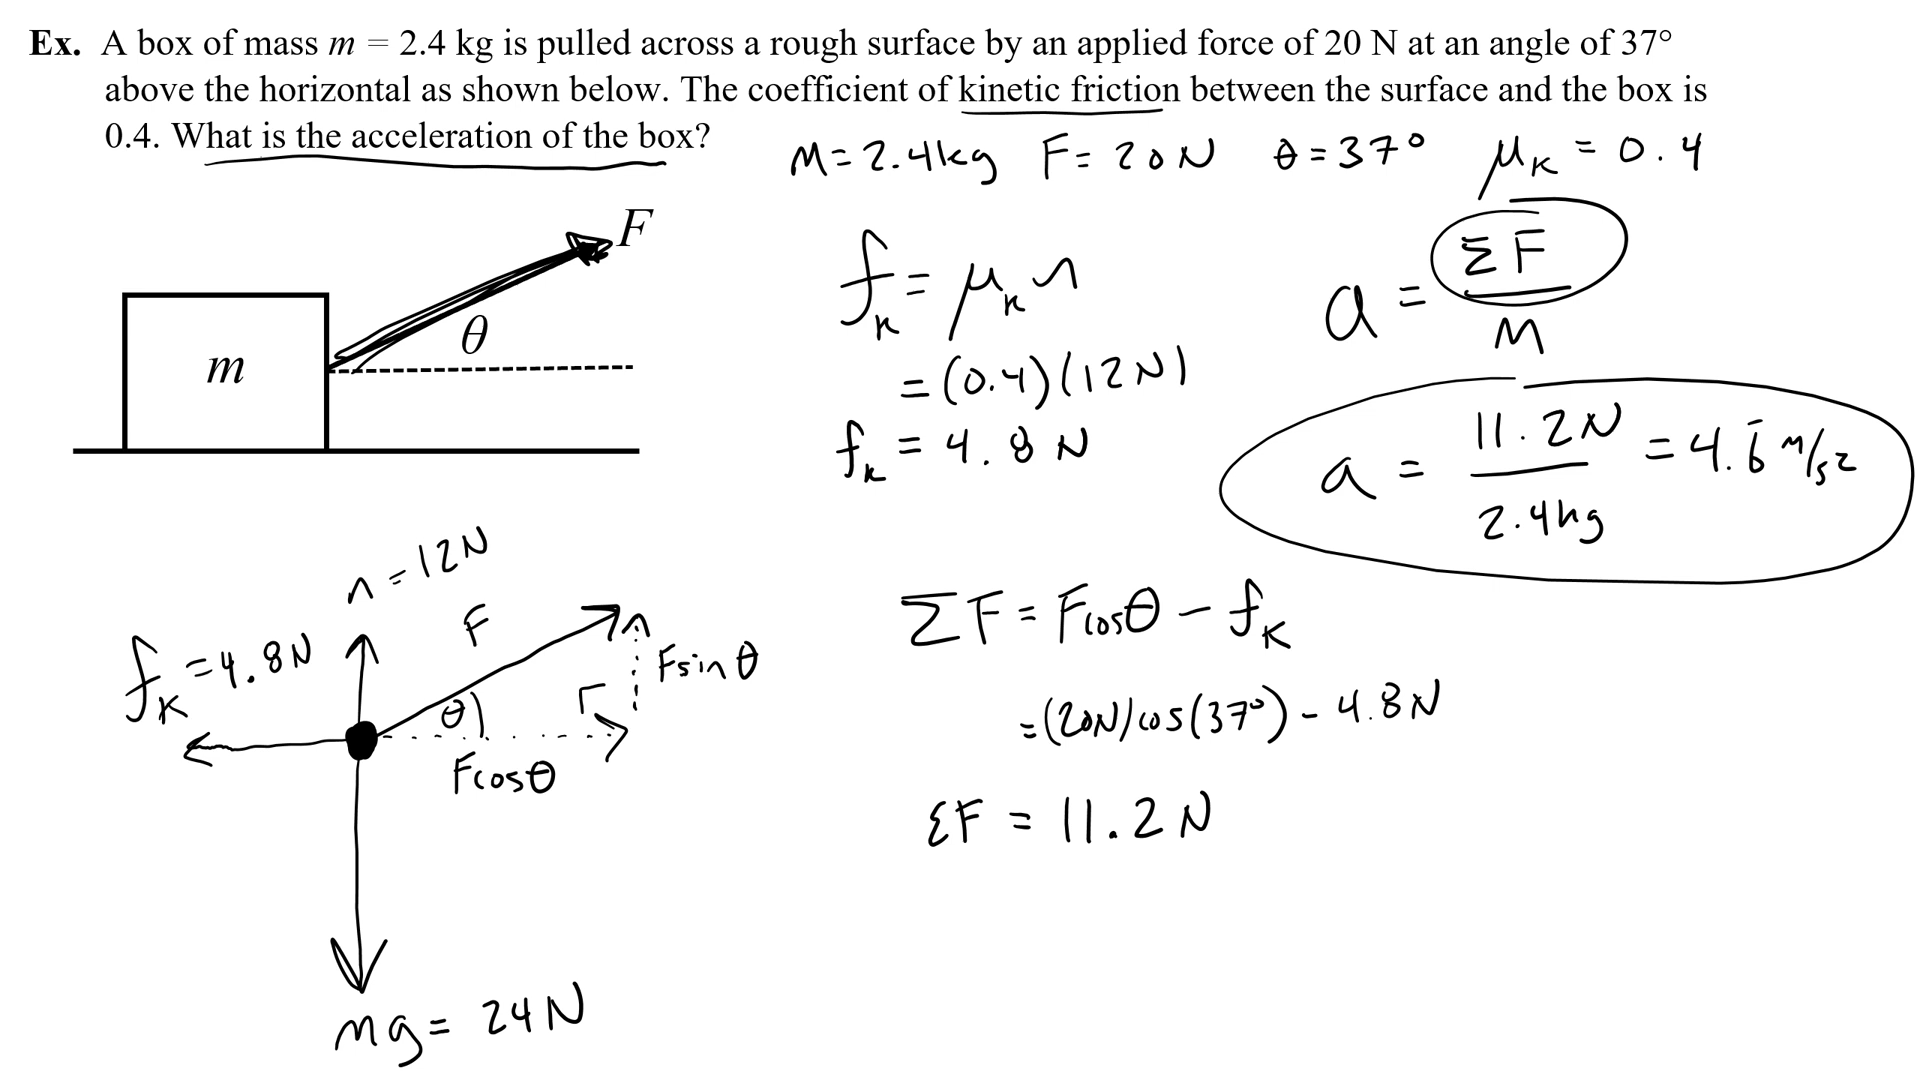 Ex. A box of mass m = 2.4 kg is pulled across a rough surface by an applied force of 20 N at an angle of 37°
above the horizontal as shown below. The coefficient of kinetic friction between the surface and the box is
0.4. What is the acceleration of the box?
M = 2.4kg F = 20N θ = 37° μk = 0.4
F
θ
m
fk = μk n
= (0.4)(12N)
fk = 4.8 N
a = ΣF / M
a = 11.2N / 2.4kg = 4.6̄ m/s²
n = 12N
F
fk = 4.8N
Fsinθ
θ
Fcosθ
mg = 24N
ΣF = Fcosθ - fk
= (20N)cos(37°) - 4.8N
ΣF = 11.2N